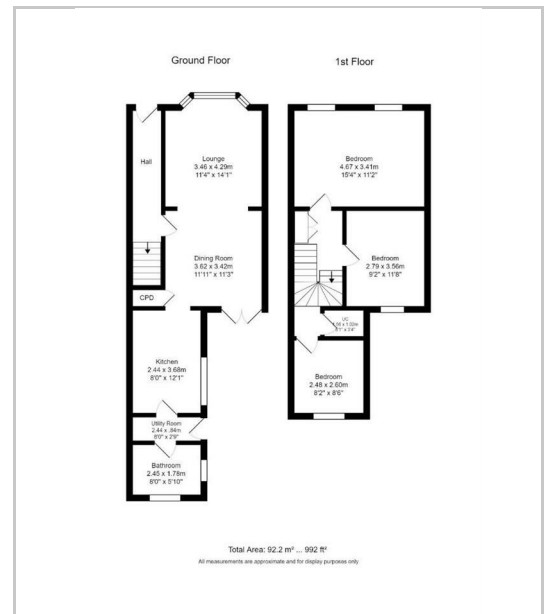 Ground Floor
1st Floor
Hall
Lounge
3.46 x 4.29m
11'4" x 14'1"
Dining Room
3.62 x 3.42m
11'11" x 11'3"
CPD
Kitchen
2.44 x 3.68m
8'0" x 12'1"
Utility Room
2.44 x .84m
8'0" x 2'9"
Bathroom
2.45 x 1.78m
8'0" x 5'10"
Bedroom
4.67 x 3.41m
15'4" x 11'2"
Bedroom
2.79 x 3.56m
9'2" x 11'8"
Bedroom
2.48 x 2.60m
8'2" x 8'6"
Total Area: 92.2 m² ... 992 ft²
All measurements are approximate and for display purposes only